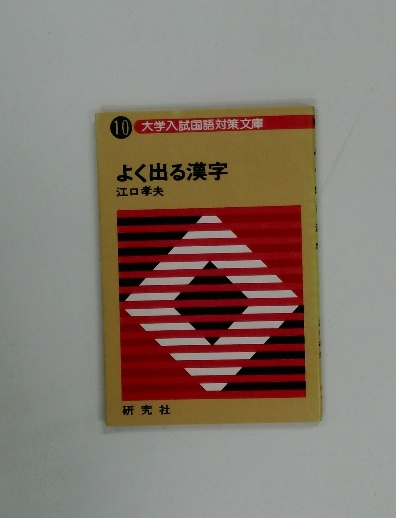 10 大学入試国語対策文庫
よく出る漢字
江口孝夫
研究社